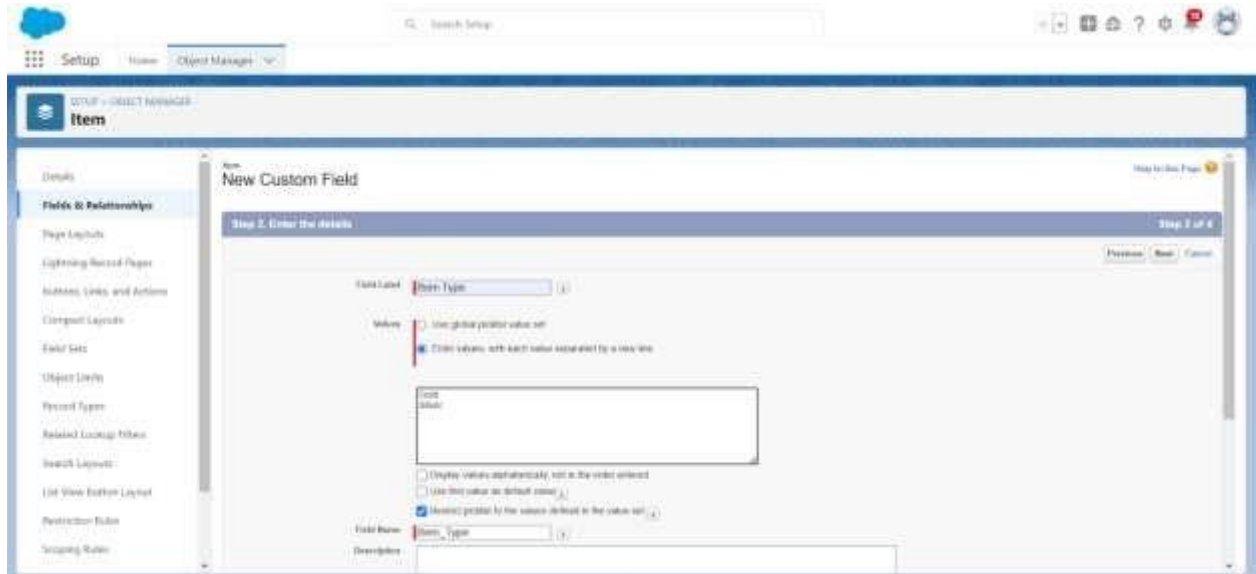 Search Setup
Setup Home Object Manager
SETUP > OBJECT MANAGER
Item
Details
Fields & Relationships
Page Layouts
Lightning Record Pages
Buttons, Links, and Actions
Compact Layouts
Field Sets
Object Limits
Record Types
Related Lookup Filters
Search Layouts
List View Button Layout
Restriction Rules
Scoping Rules
Item
New Custom Field
Help for this Page
Step 2. Enter the details
Step 2 of 4
Previous Next Cancel
Field Label Item Type
Values Use global picklist value set
Enter values, with each value separated by a new line
Display values alphabetically, not in the order entered
Use first value as default value
Restrict picklist to the values defined in the value set
Field Name Item_Type
Description